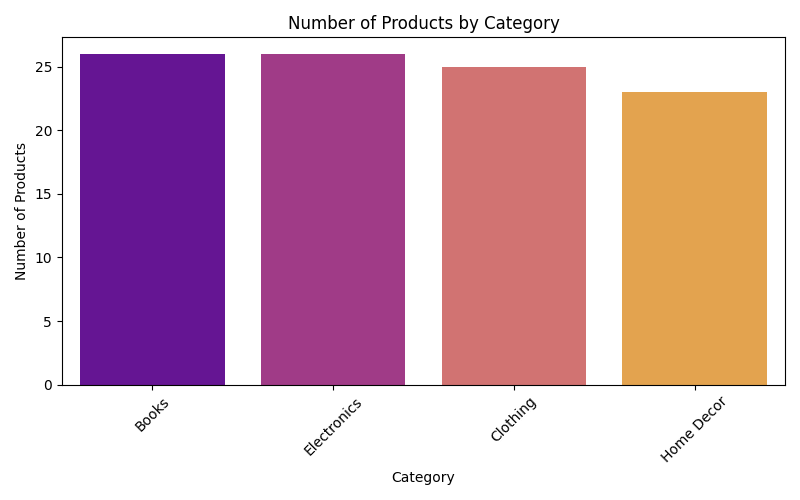 Number of Products by Category
Number of Products
25
20
15
10
5
0
Books
Electronics
Clothing
Home Decor
Category